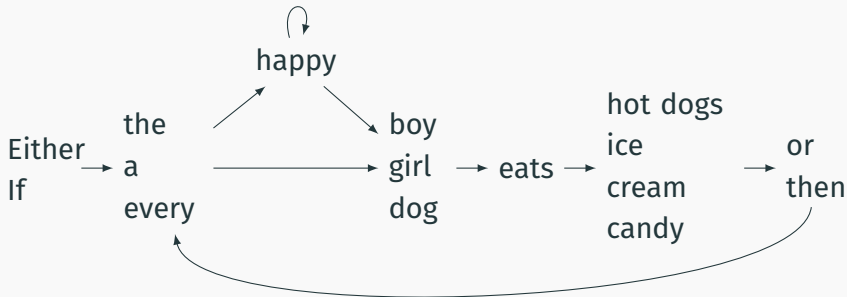 happy
Either
If
the
a
every
boy
girl
dog
eats
hot dogs
ice
cream
candy
or
then